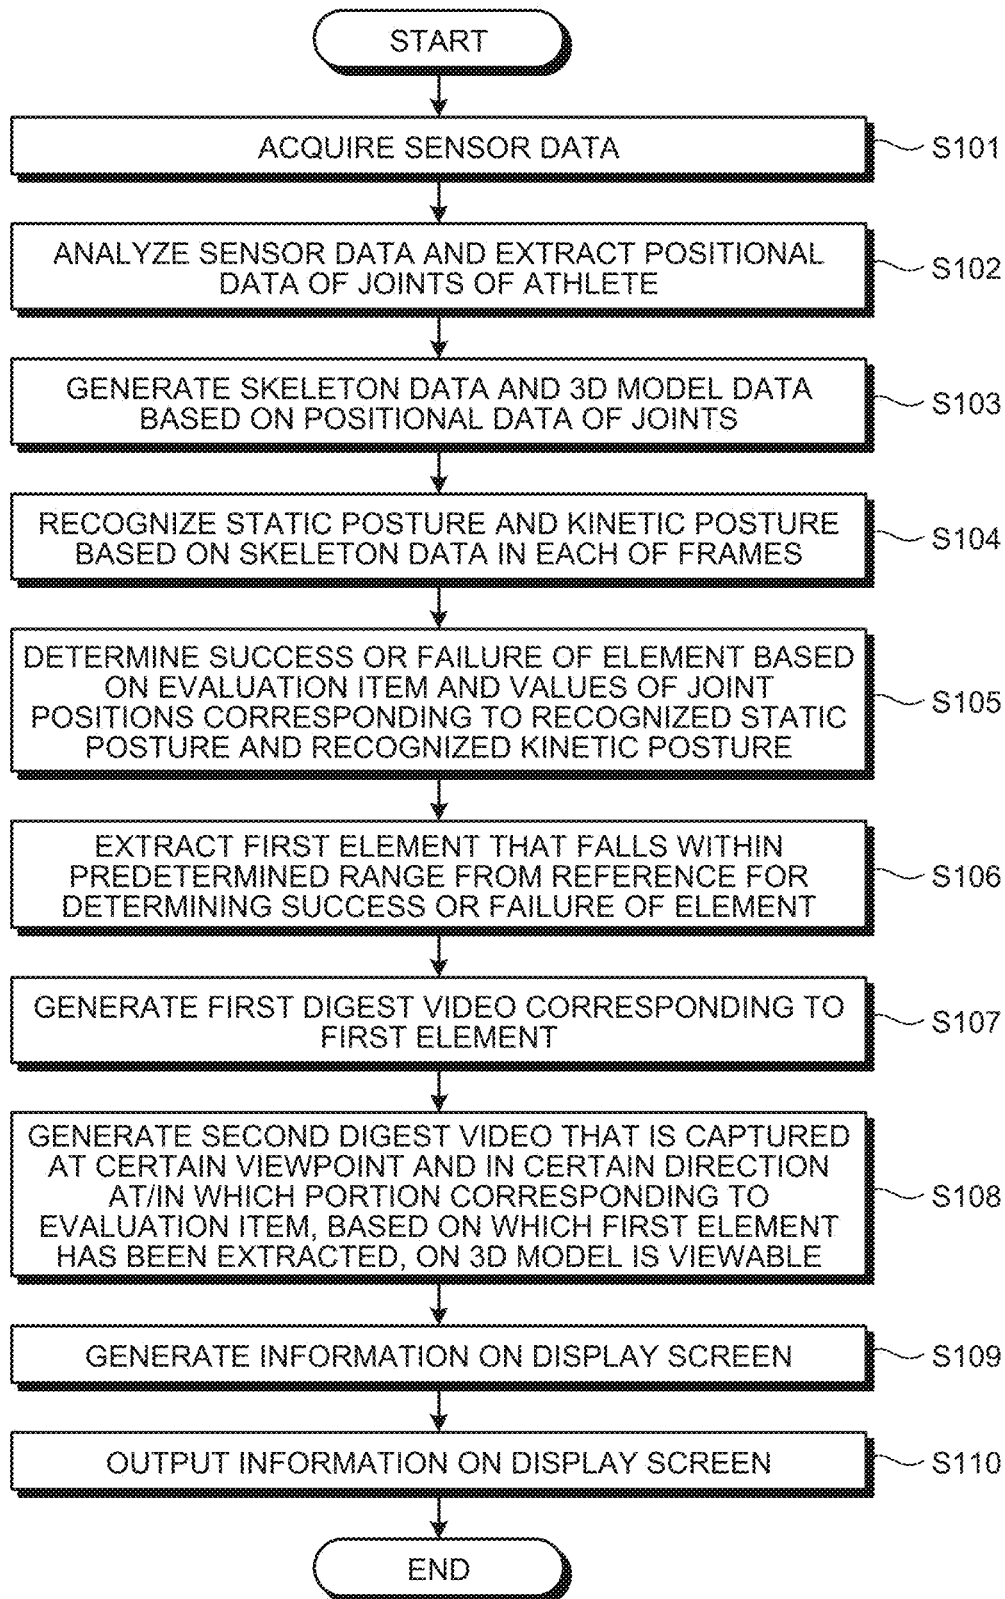 START
ACQUIRE SENSOR DATA
S101
ANALYZE SENSOR DATA AND EXTRACT POSITIONAL
DATA OF JOINTS OF ATHLETE
S102
GENERATE SKELETON DATA AND 3D MODEL DATA
BASED ON POSITIONAL DATA OF JOINTS
S103
RECOGNIZE STATIC POSTURE AND KINETIC POSTURE
BASED ON SKELETON DATA IN EACH OF FRAMES
S104
DETERMINE SUCCESS OR FAILURE OF ELEMENT BASED
ON EVALUATION ITEM AND VALUES OF JOINT
POSITIONS CORRESPONDING TO RECOGNIZED STATIC
POSTURE AND RECOGNIZED KINETIC POSTURE
S105
EXTRACT FIRST ELEMENT THAT FALLS WITHIN
PREDETERMINED RANGE FROM REFERENCE FOR
DETERMINING SUCCESS OR FAILURE OF ELEMENT
S106
GENERATE FIRST DIGEST VIDEO CORRESPONDING TO
FIRST ELEMENT
S107
GENERATE SECOND DIGEST VIDEO THAT IS CAPTURED
AT CERTAIN VIEWPOINT AND IN CERTAIN DIRECTION
AT/IN WHICH PORTION CORRESPONDING TO
EVALUATION ITEM, BASED ON WHICH FIRST ELEMENT
HAS BEEN EXTRACTED, ON 3D MODEL IS VIEWABLE
S108
GENERATE INFORMATION ON DISPLAY SCREEN
S109
OUTPUT INFORMATION ON DISPLAY SCREEN
S110
END